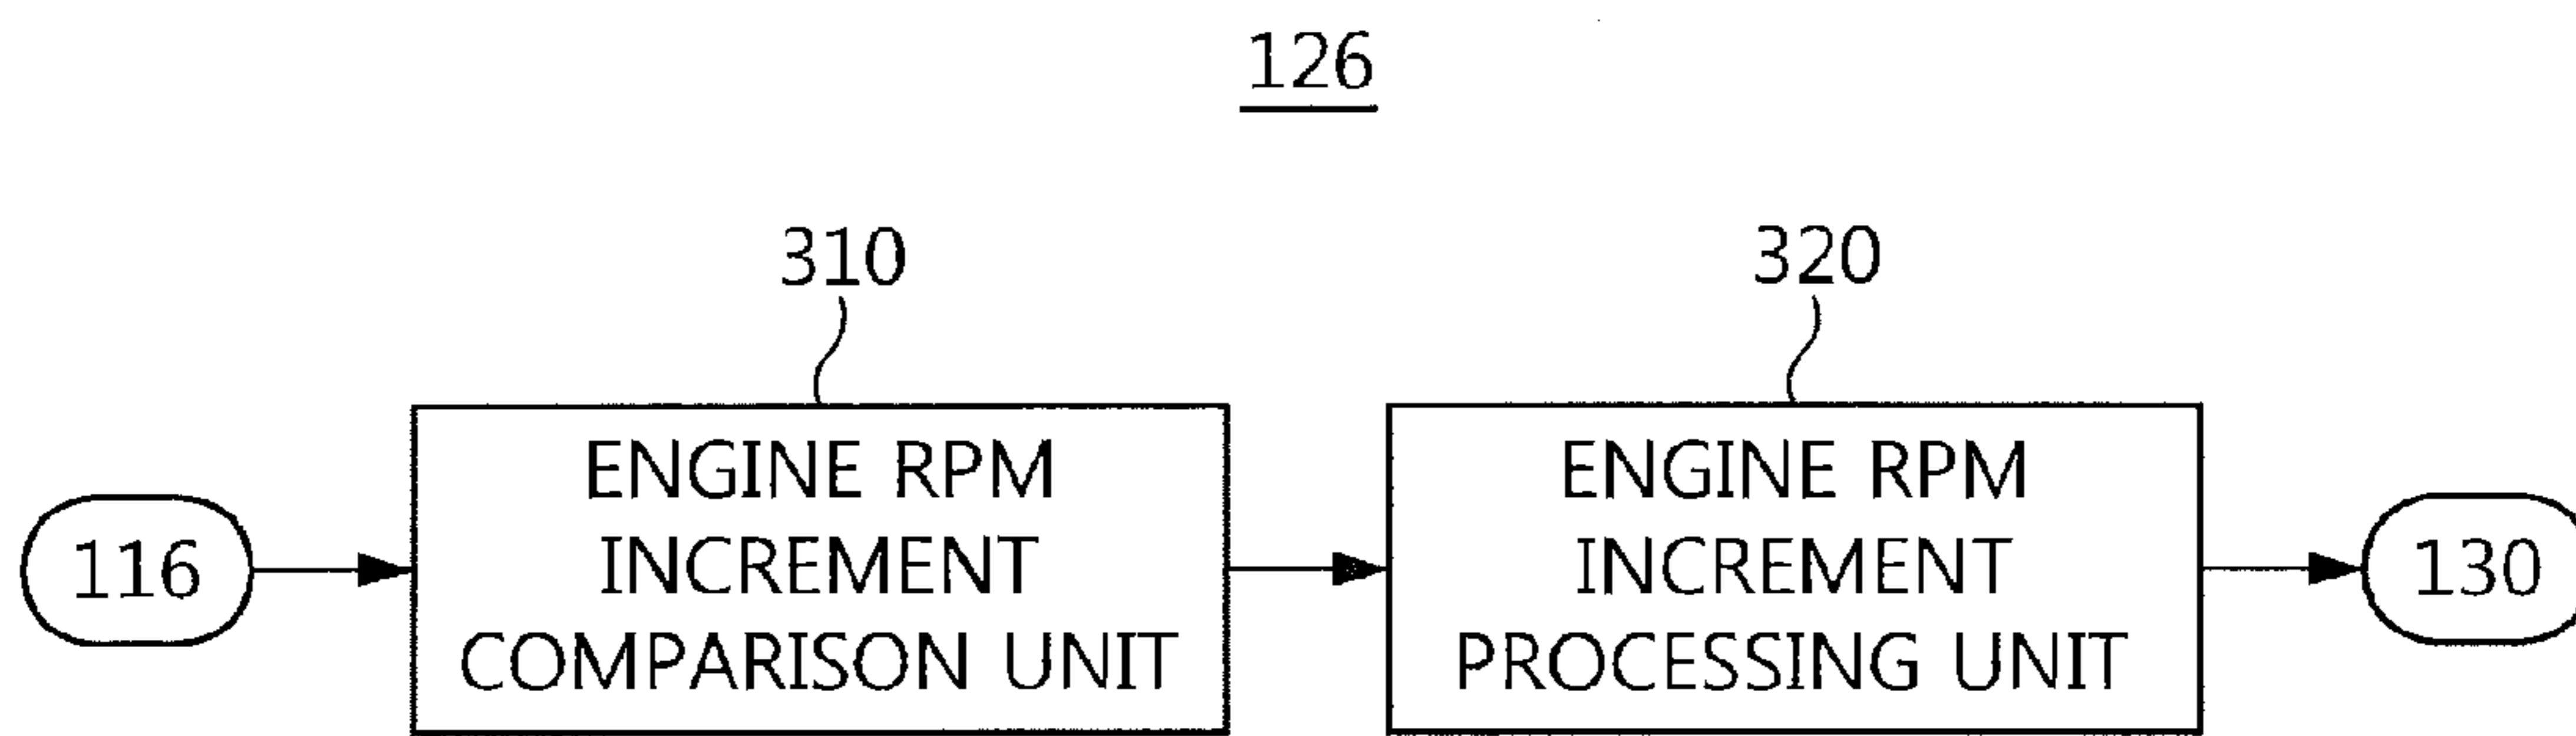 126
310
320
116
ENGINE RPM
INCREMENT
COMPARISON UNIT
ENGINE RPM
INCREMENT
PROCESSING UNIT
130